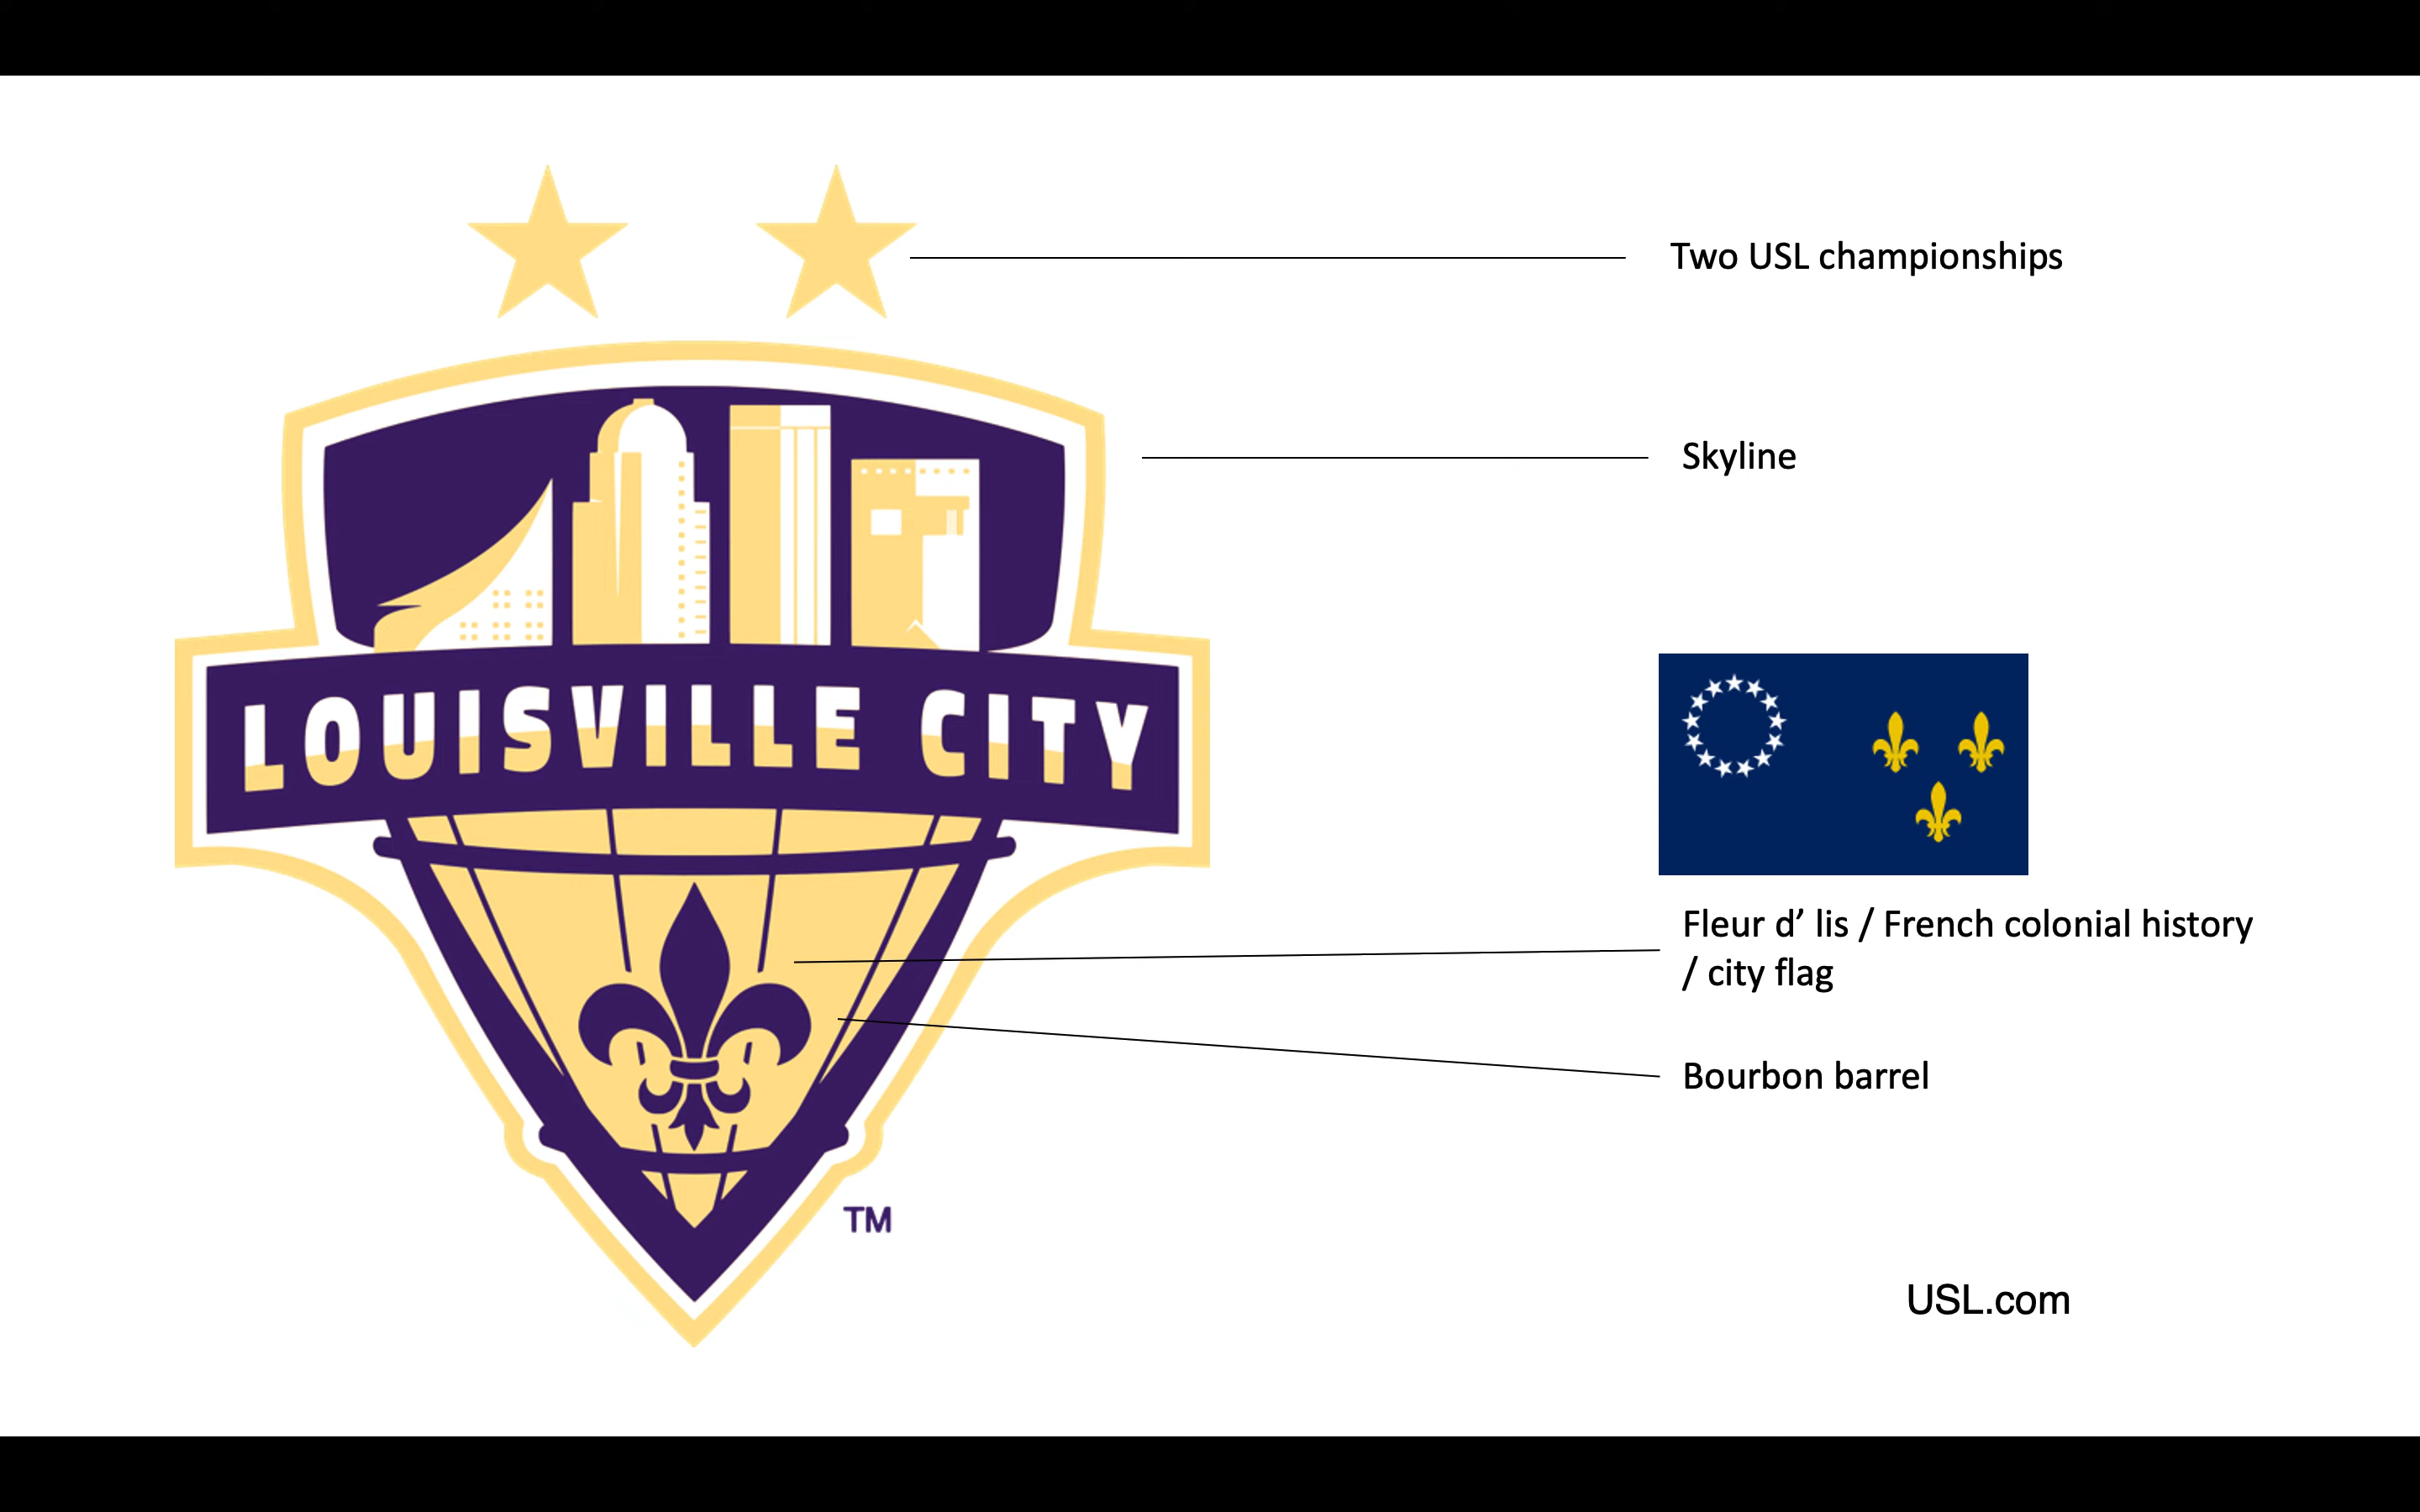 Two USL championships
Skyline
LOUISVILLE CITY
Fleur d’ lis / French colonial history
/ city flag
Bourbon barrel
TM
USL.com